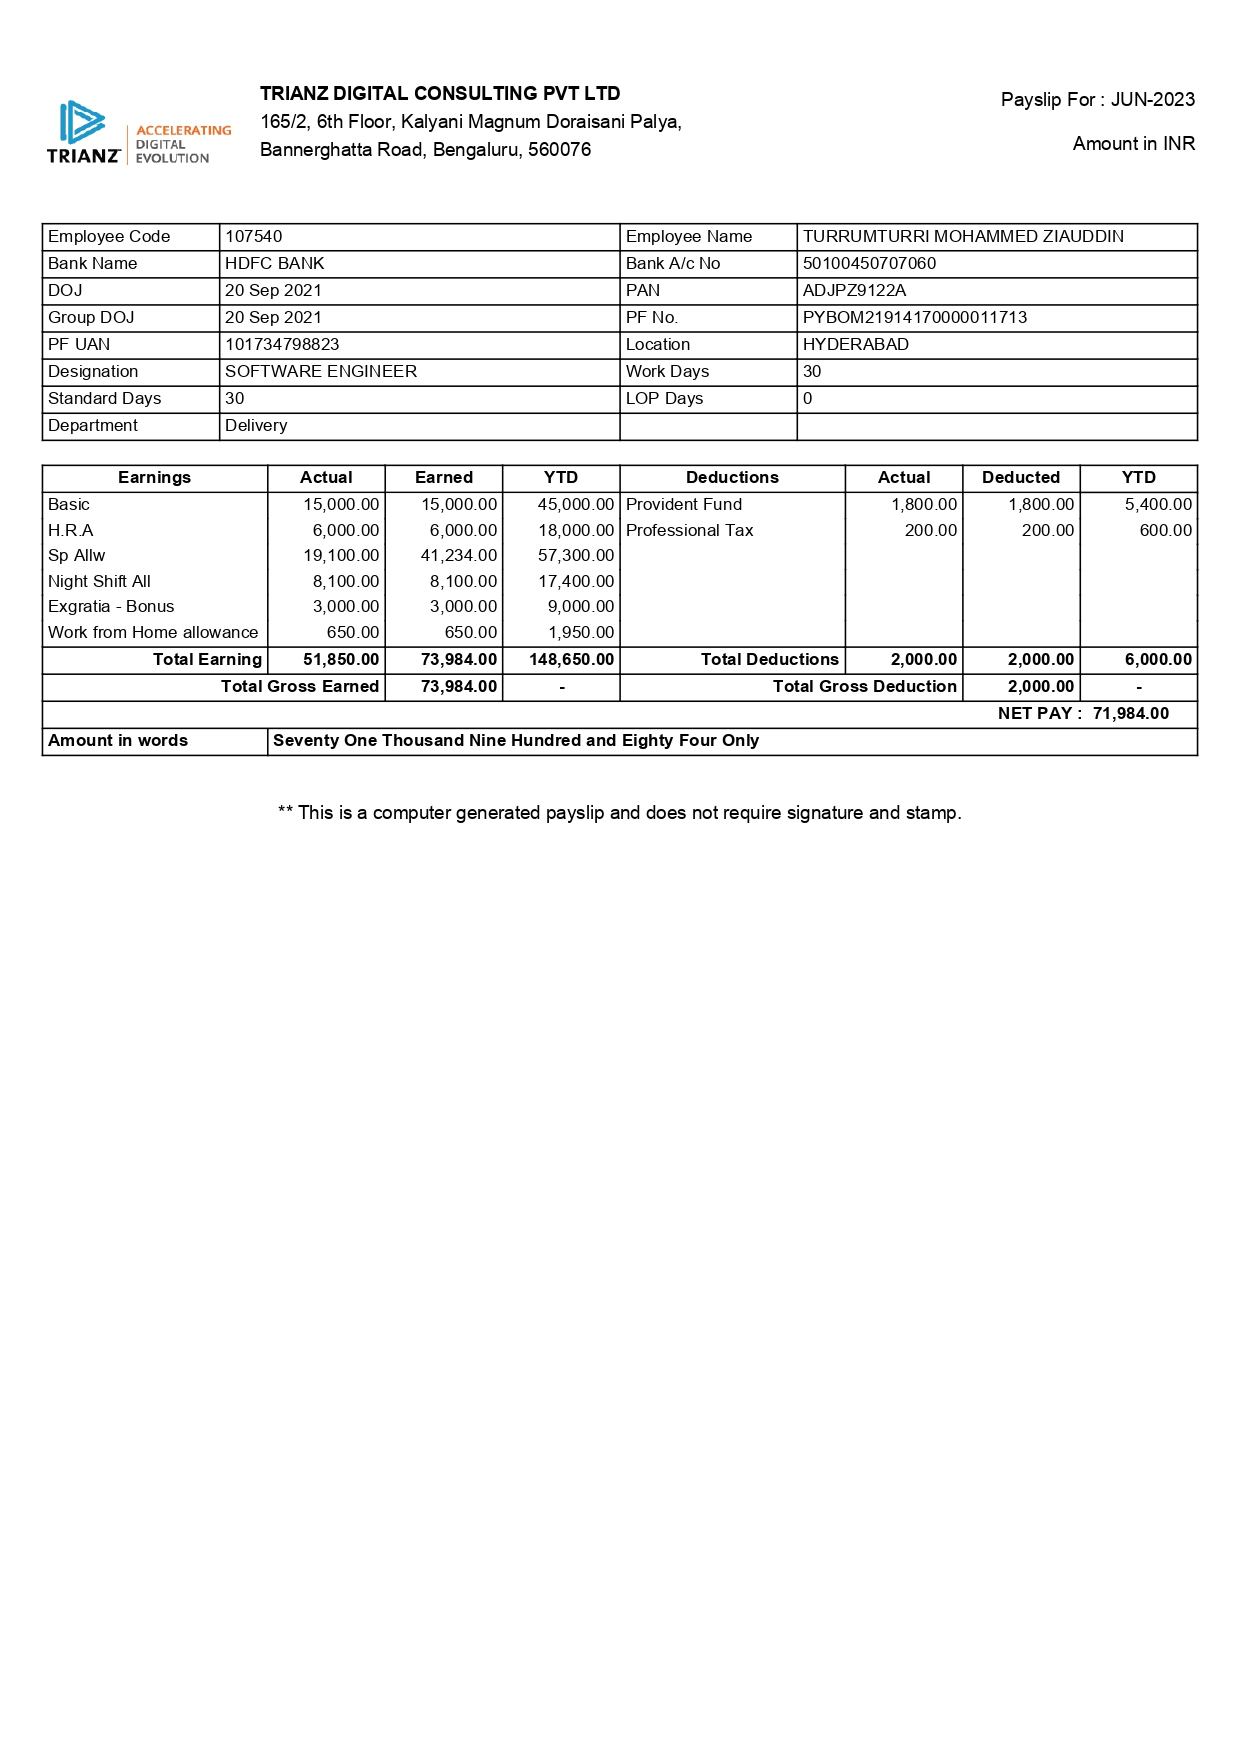 TRIANZ
ACCELERATING
DIGITAL
EVOLUTION
TRIANZ DIGITAL CONSULTING PVT LTD
165/2, 6th Floor, Kalyani Magnum Doraisani Palya,
Bannerghatta Road, Bengaluru, 560076
Payslip For : JUN-2023
Amount in INR
Employee Code 107540 Employee Name TURRUMTURRI MOHAMMED ZIAUDDIN
Bank Name HDFC BANK Bank A/c No 50100450707060
DOJ 20 Sep 2021 PAN ADJPZ9122A
Group DOJ 20 Sep 2021 PF No. PYBOM21914170000011713
PF UAN 101734798823 Location HYDERABAD
Designation SOFTWARE ENGINEER Work Days 30
Standard Days 30 LOP Days 0
Department Delivery
Earnings Actual Earned YTD Deductions Actual Deducted YTD
Basic 15,000.00 15,000.00 45,000.00 Provident Fund 1,800.00 1,800.00 5,400.00
H.R.A 6,000.00 6,000.00 18,000.00 Professional Tax 200.00 200.00 600.00
Sp Allw 19,100.00 41,234.00 57,300.00
Night Shift All 8,100.00 8,100.00 17,400.00
Exgratia - Bonus 3,000.00 3,000.00 9,000.00
Work from Home allowance 650.00 650.00 1,950.00
Total Earning 51,850.00 73,984.00 148,650.00 Total Deductions 2,000.00 2,000.00 6,000.00
Total Gross Earned 73,984.00 - Total Gross Deduction 2,000.00 -
NET PAY : 71,984.00
Amount in words Seventy One Thousand Nine Hundred and Eighty Four Only
** This is a computer generated payslip and does not require signature and stamp.